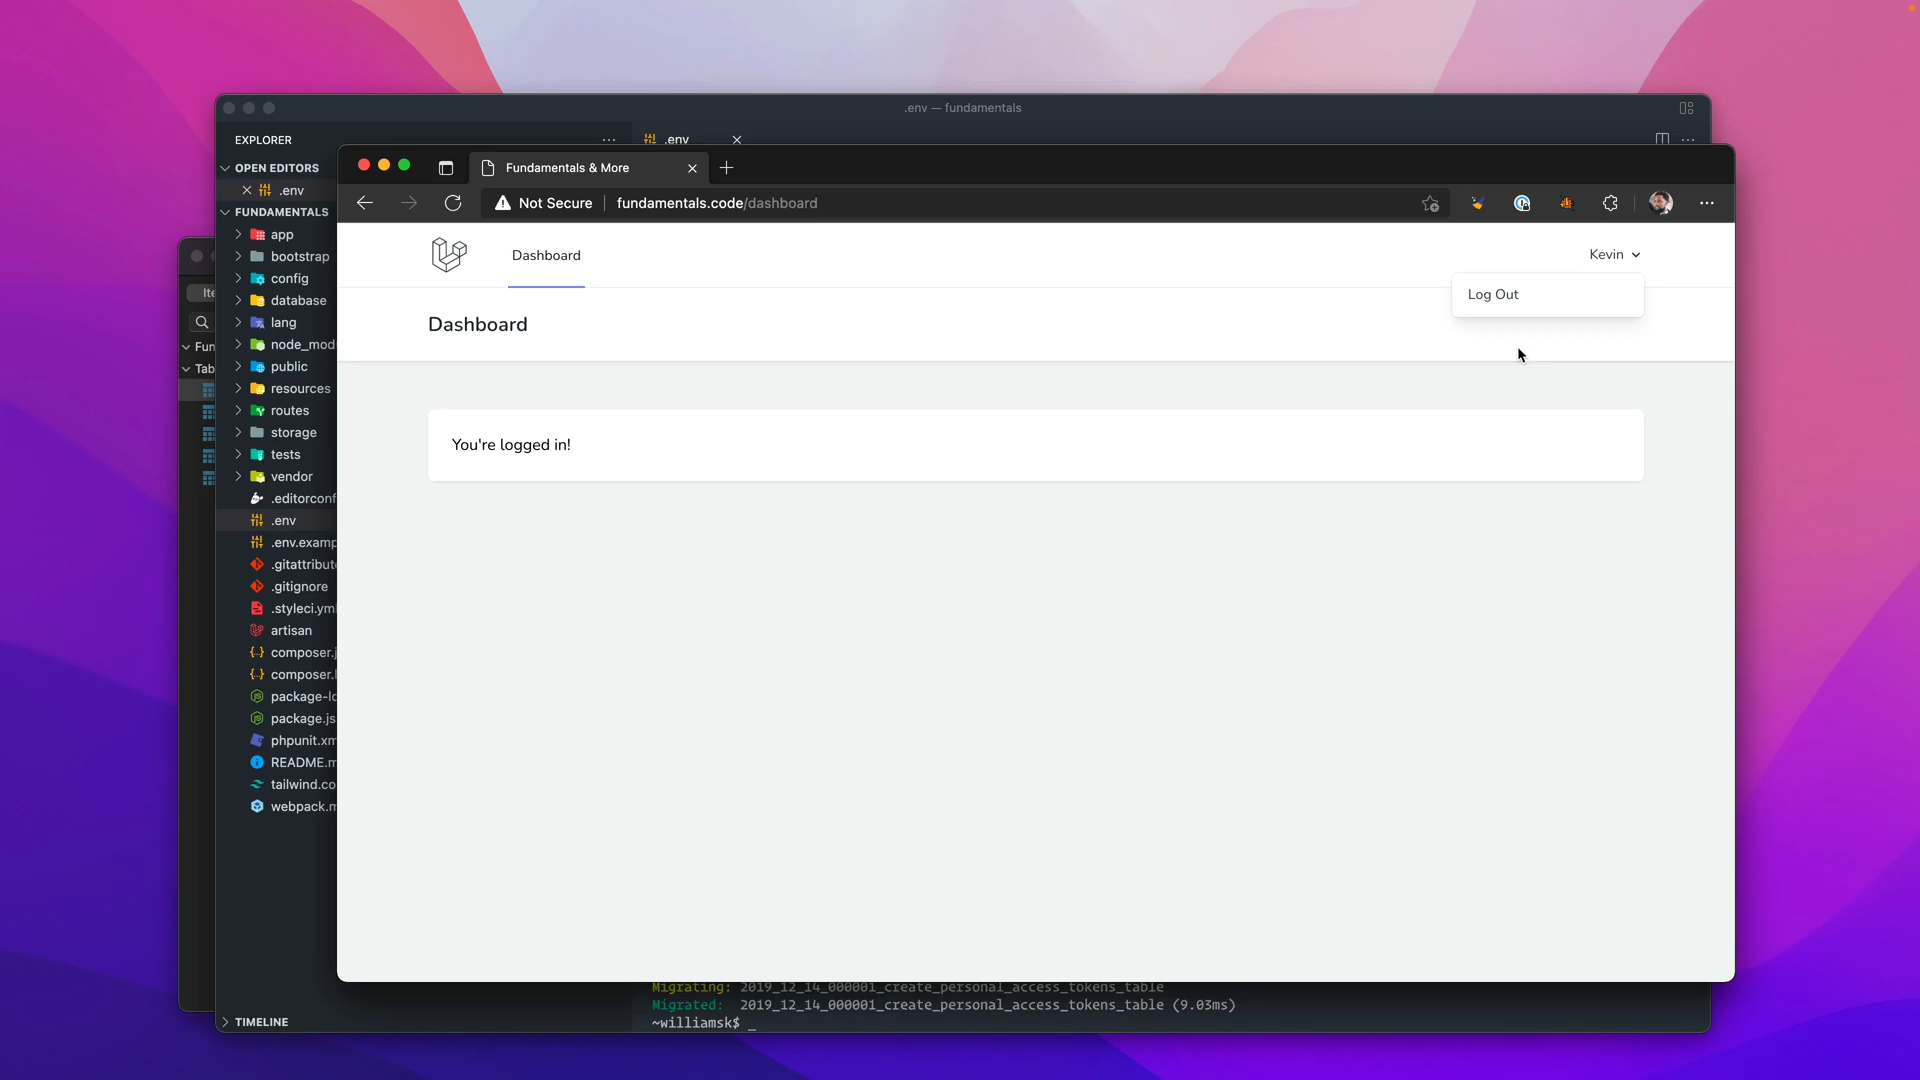 .env — fundamentals
EXPLORER
.env
OPEN EDITORS
.env
FUNDAMENTALS
app
bootstrap
config
database
lang
node_mod
public
resources
routes
storage
tests
vendor
.editorconf
.env
.env.examp
.gitattribut
.gitignore
.styleci.yml
artisan
composer.j
composer.l
package-lo
package.js
phpunit.xm
README.m
tailwind.co
webpack.m
TIMELINE
Ite
Fun
Tab
Fundamentals & More
Not Secure
fundamentals.code/dashboard
Dashboard
Kevin
Log Out
Dashboard
You're logged in!
Migrating: 2019_12_14_000001_create_personal_access_tokens_table
Migrated: 2019_12_14_000001_create_personal_access_tokens_table (9.03ms)
~williamsk$ _